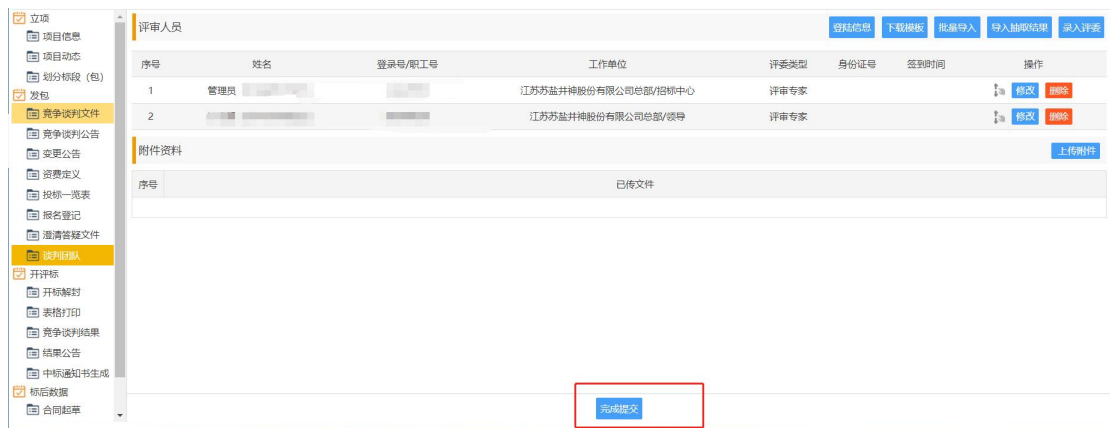 立项
项目信息
项目动态
划分标段（包）
发包
竞争谈判文件
竞争谈判公告
变更公告
资费定义
投标一览表
报名登记
澄清答疑文件
谈判团队
开评标
开标解封
表格打印
竞争谈判结果
结果公告
中标通知书生成
标后数据
合同起草
评审人员
登陆信息 下载模板 批量导入 导入抽取结果 录入评委
序号 姓名 登录号/职工号 工作单位 评委类型 身份证号 签到时间 操作
1 管理员 江苏苏盐井神股份有限公司总部/招标中心 评审专家 修改 删除
2 江苏苏盐井神股份有限公司总部/领导 评审专家 修改 删除
附件资料 上传附件
序号 已传文件
完成提交